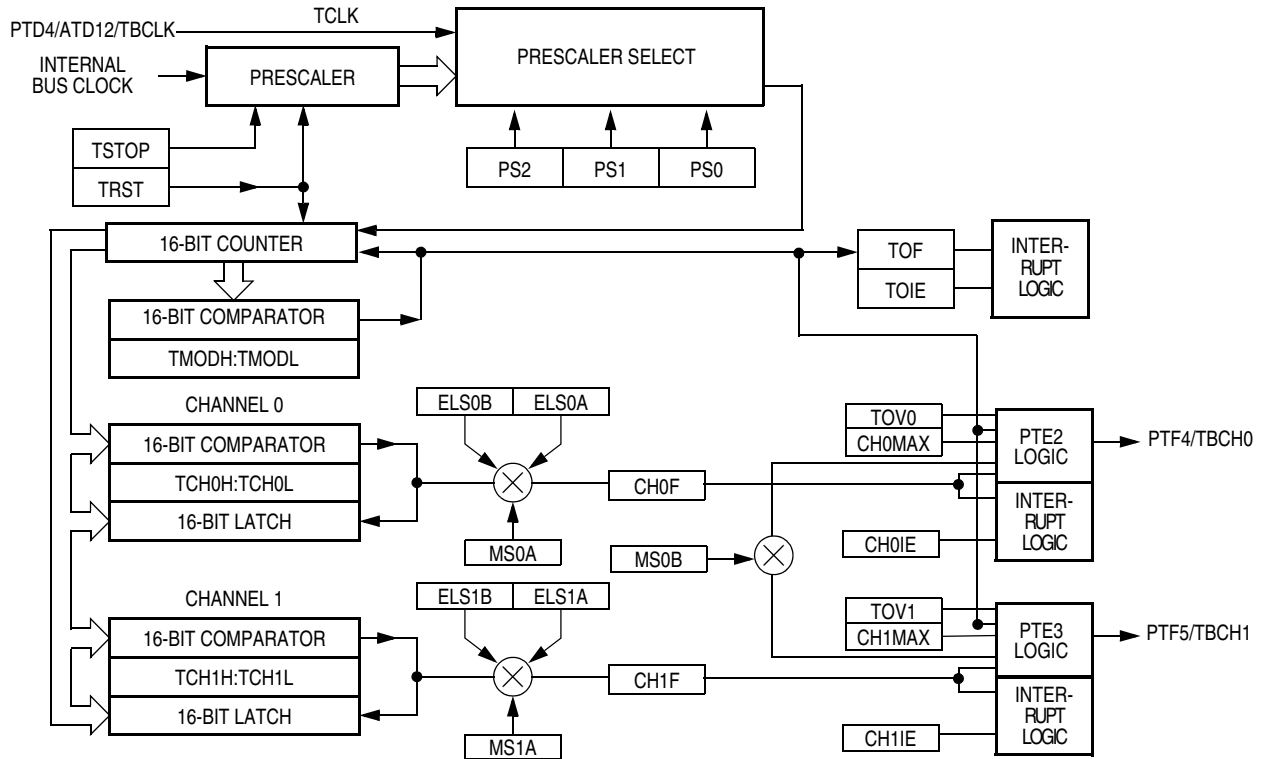 TCLK
PTD4/ATD12/TBCLK
PRESCALER SELECT
INTERNAL
BUS CLOCK
PRESCALER
TSTOP
TRST
PS2
PS1
PS0
16-BIT COUNTER
TOF
TOIE
INTER-
RUPT
LOGIC
16-BIT COMPARATOR
TMODH:TMODL
CHANNEL 0
ELS0B
ELS0A
16-BIT COMPARATOR
TCH0H:TCH0L
16-BIT LATCH
MS0A
CH0F
TOV0
CH0MAX
PTE2
LOGIC
PTF4/TBCH0
INTER-
RUPT
LOGIC
CH0IE
MS0B
CHANNEL 1
ELS1B
ELS1A
16-BIT COMPARATOR
TCH1H:TCH1L
16-BIT LATCH
MS1A
CH1F
TOV1
CH1MAX
PTE3
LOGIC
PTF5/TBCH1
INTER-
RUPT
LOGIC
CH1IE